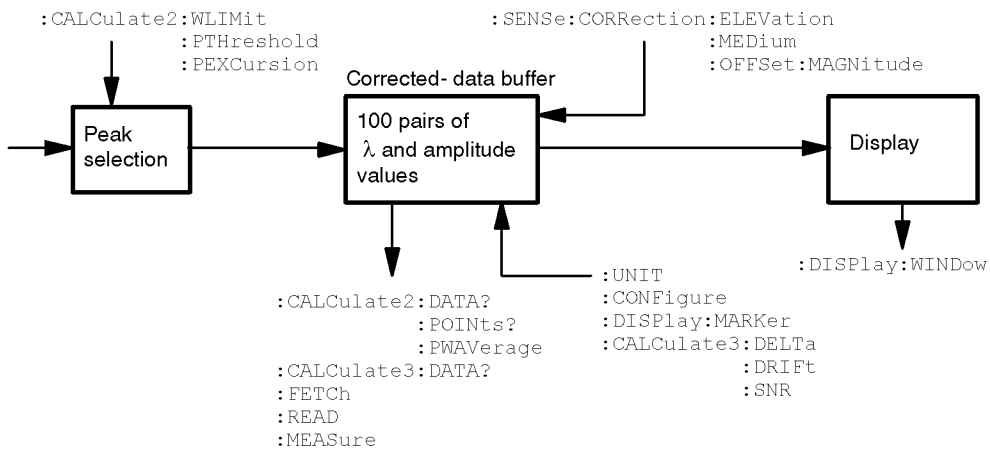 :CALCulate2:WLIMit
:PTHreshold
:PEXCursion
:SENSe:CORRection:ELEVation
:MEDium
:OFFSet:MAGNitude
Corrected- data buffer
Peak
selection
100 pairs of
λ and amplitude
values
Display
:DISPlay:WINDow
:CALCulate2:DATA?
:POINts?
:PWAVerage
:CALCulate3:DATA?
:FETCh
:READ
:MEASure
:UNIT
:CONFigure
:DISPlay:MARKer
:CALCulate3:DELTa
:DRIFt
:SNR